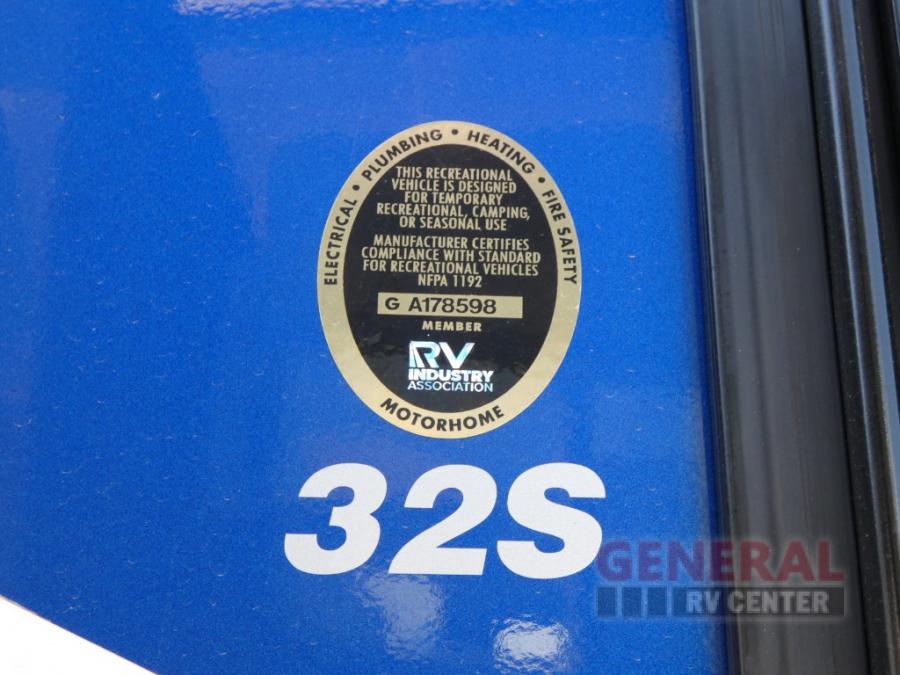 ELECTRICAL • PLUMBING • HEATING • FIRE SAFETY
THIS RECREATIONAL
VEHICLE IS DESIGNED
FOR TEMPORARY
RECREATIONAL, CAMPING,
OR SEASONAL USE
MANUFACTURER CERTIFIES
COMPLIANCE WITH STANDARD
FOR RECREATIONAL VEHICLES
NFPA 1192
G A178598
MEMBER
RV
INDUSTRY
ASSOCIATION
MOTORHOME
32S
GENERAL
RV CENTER